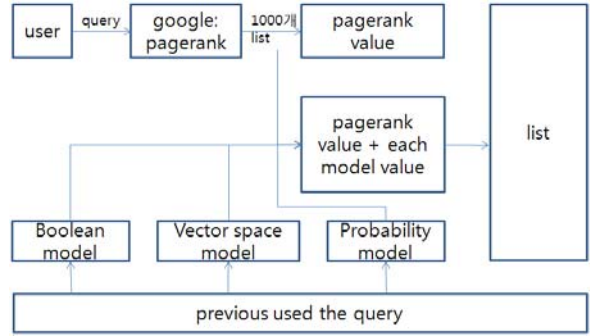 user
query
google:
pagerank
1000개
list
pagerank
value
pagerank
value + each
model value
list
Boolean
model
Vector space
model
Probability
model
previous used the query